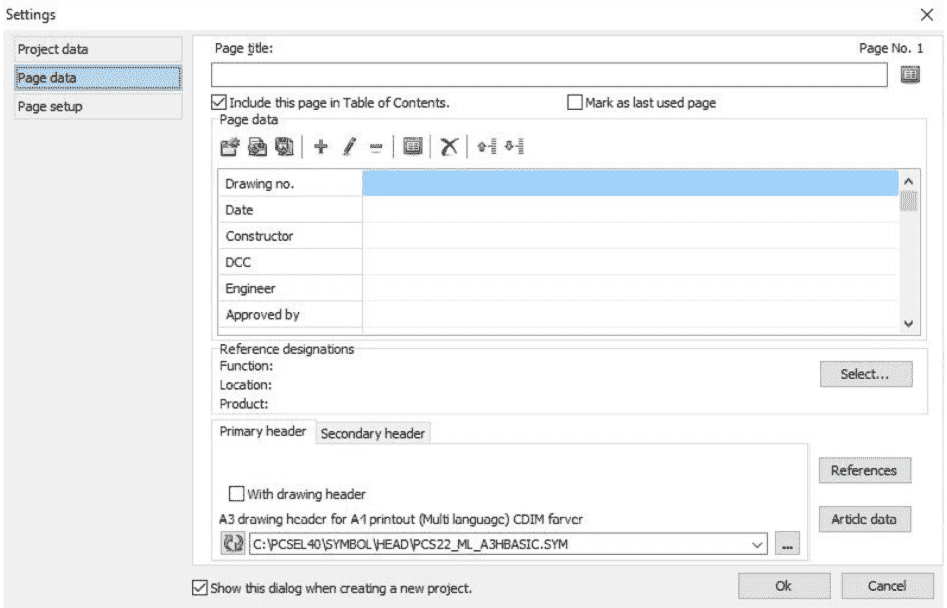 Settings
Project data
Page data
Page setup
Page title:
Page No. 1
Include this page in Table of Contents.
Mark as last used page
Page data
Drawing no.
Date
Constructor
DCC
Engineer
Approved by
Reference designations
Function:
Location:
Product:
Select...
Primary header
Secondary header
References
With drawing header
A3 drawing header for A4 printout (Multi language) CDIM farver
Article data
C:\PCSEL40\SYMBOL\HEAD\PCS22_ML_A3HBASIC.SYM
...
Show this dialog when creating a new project.
Ok
Cancel